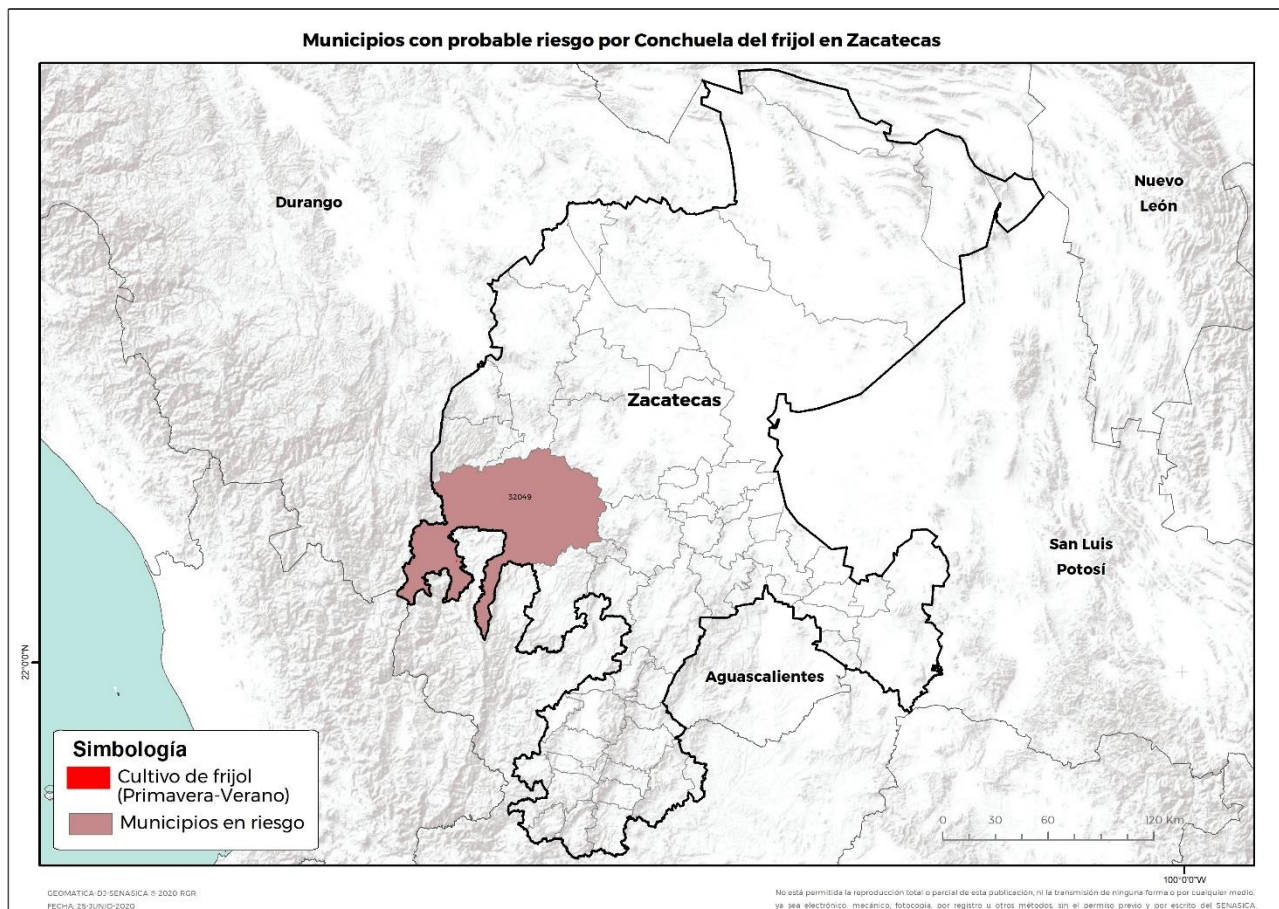 Municipios con probable riesgo por Conchuela del frijol en Zacatecas
Durango
Nuevo
León
Zacatecas
32049
San Luis
Potosí
22°0'0"N
Aguascalientes
Simbología
Cultivo de frijol
(Primavera-Verano)
Municipios en riesgo
0 30 60 120 Km
100°0'0"W
GEOMATICA-DJ-SENASICA © 2020 RGR
FECHA: 25-JUNIO-2020
No está permitida la reproducción total o parcial de esta publicación, ni la transmisión de ninguna forma o por cualquier medio,
ya sea electrónico, mecánico, fotocopia, por registro u otros métodos, sin el permiso previo y por escrito del SENASICA.